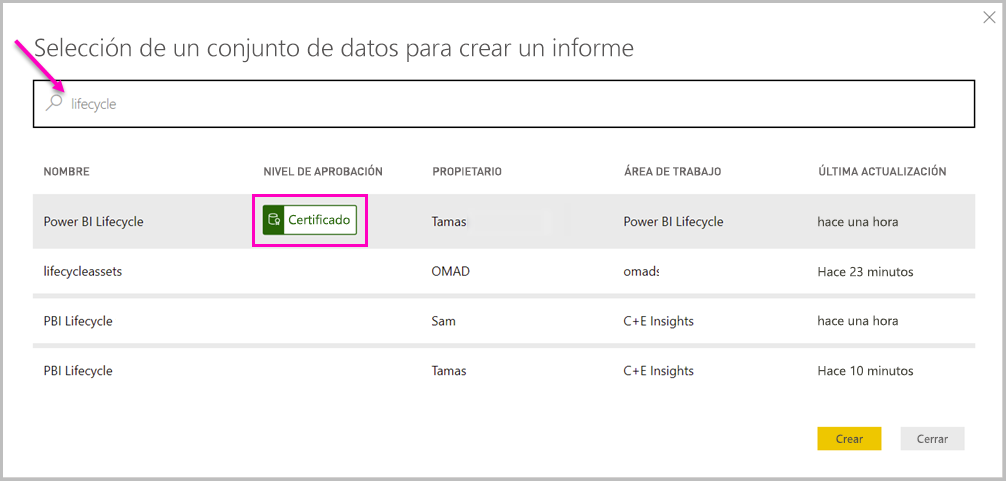 Selección de un conjunto de datos para crear un informe
lifecycle
NOMBRE NIVEL DE APROBACIÓN PROPIETARIO ÁREA DE TRABAJO ÚLTIMA ACTUALIZACIÓN
Power BI Lifecycle Certificado Tamas Power BI Lifecycle hace una hora
lifecycleassets OMAD omads Hace 23 minutos
PBI Lifecycle Sam C+E Insights hace una hora
PBI Lifecycle Tamas C+E Insights Hace 10 minutos
Crear Cerrar